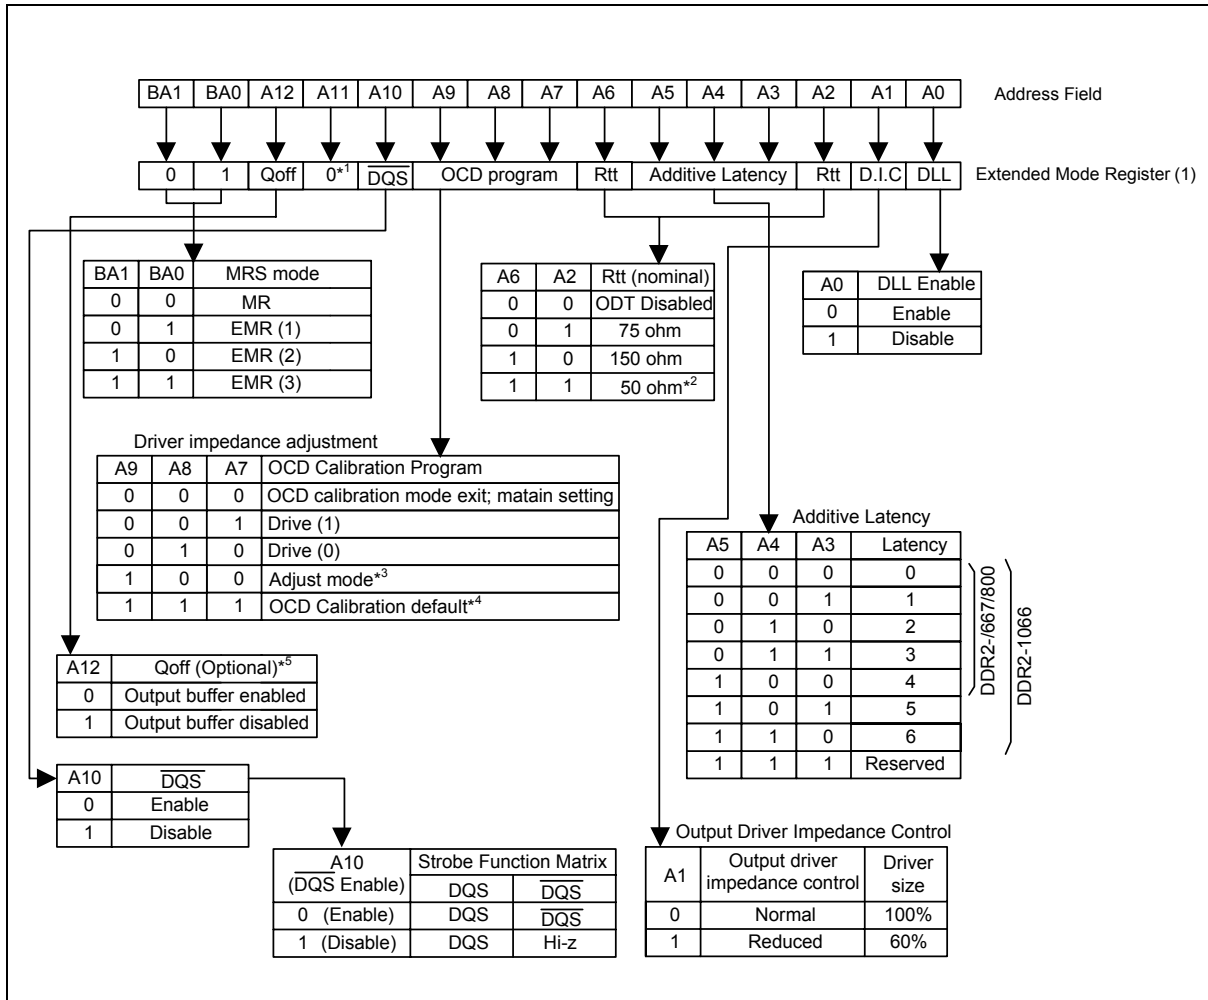 BA1 BA0 A12 A11 A10 A9 A8 A7 A6 A5 A4 A3 A2 A1 A0 Address Field
0 1 Qoff 0*1 DQS OCD program Rtt Additive Latency Rtt D.I.C DLL Extended Mode Register (1)
BA1 BA0 MRS mode
0 0 MR
0 1 EMR (1)
1 0 EMR (2)
1 1 EMR (3)
A6 A2 Rtt (nominal)
0 0 ODT Disabled
0 1 75 ohm
1 0 150 ohm
1 1 50 ohm*2
A0 DLL Enable
0 Enable
1 Disable
Driver impedance adjustment
A9 A8 A7 OCD Calibration Program
0 0 0 OCD calibration mode exit; matain setting
0 0 1 Drive (1)
0 1 0 Drive (0)
1 0 0 Adjust mode*3
1 1 1 OCD Calibration default*4
Additive Latency
A5 A4 A3 Latency
0 0 0 0
0 0 1 1
0 1 0 2
0 1 1 3
1 0 0 4
1 0 1 5
1 1 0 6
1 1 1 Reserved
DDR2-/667/800
DDR2-1066
A12 Qoff (Optional)*5
0 Output buffer enabled
1 Output buffer disabled
A10 DQS
0 Enable
1 Disable
A10 (DQS Enable) Strobe Function Matrix
DQS DQS
0 (Enable) DQS DQS
1 (Disable) DQS Hi-z
Output Driver Impedance Control
A1 Output driver impedance control Driver size
0 Normal 100%
1 Reduced 60%